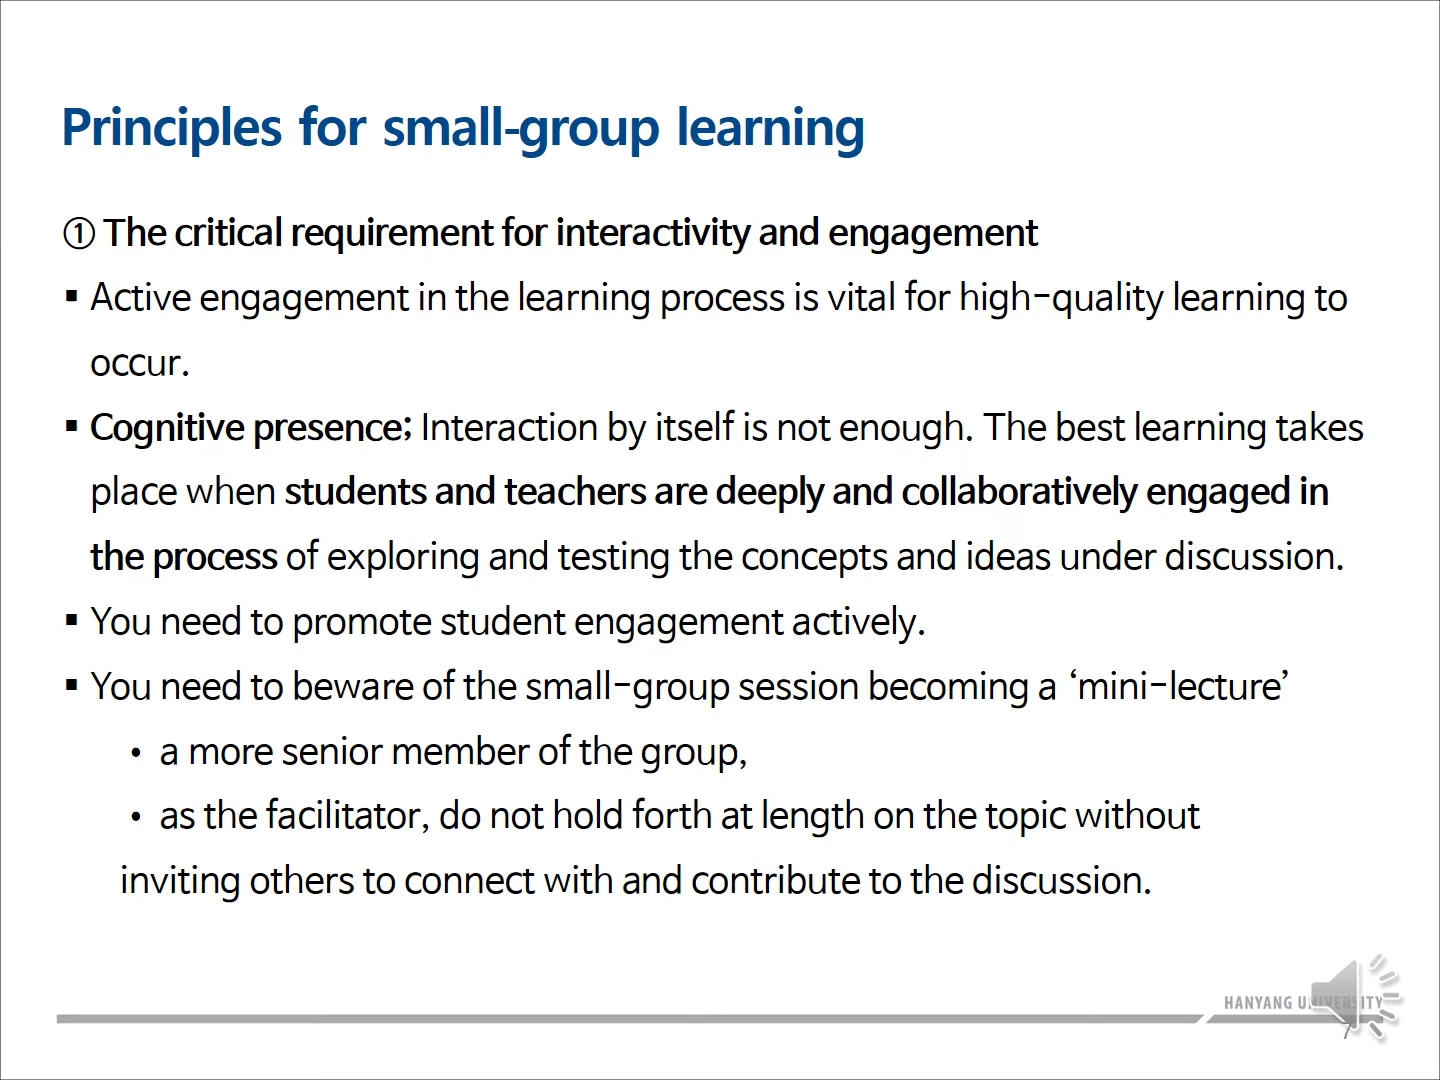 Principles for small-group learning
① The critical requirement for interactivity and engagement
▪ Active engagement in the learning process is vital for high-quality learning to
occur.
▪ Cognitive presence; Interaction by itself is not enough. The best learning takes
place when students and teachers are deeply and collaboratively engaged in
the process of exploring and testing the concepts and ideas under discussion.
▪ You need to promote student engagement actively.
▪ You need to beware of the small-group session becoming a ‘mini-lecture’
• a more senior member of the group,
• as the facilitator, do not hold forth at length on the topic without
inviting others to connect with and contribute to the discussion.
HANYANG UNIVERSITY
7